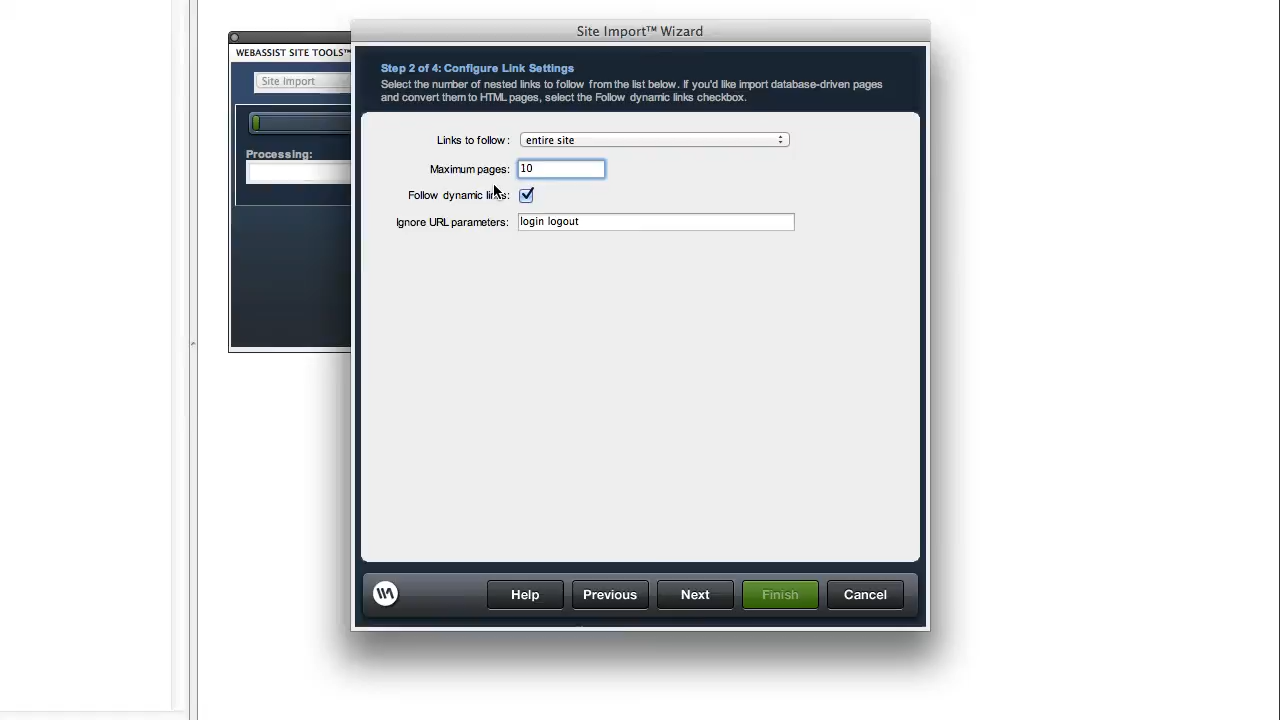 Site Import™ Wizard
WEBASSIST SITE TOOLS™
Site Import
Processing:
Step 2 of 4: Configure Link Settings
Select the number of nested links to follow from the list below. If you'd like import database-driven pages
and convert them to HTML pages, select the Follow dynamic links checkbox.
Links to follow: entire site
Maximum pages: 10
Follow dynamic links:
Ignore URL parameters: login logout
Help Previous Next Finish Cancel